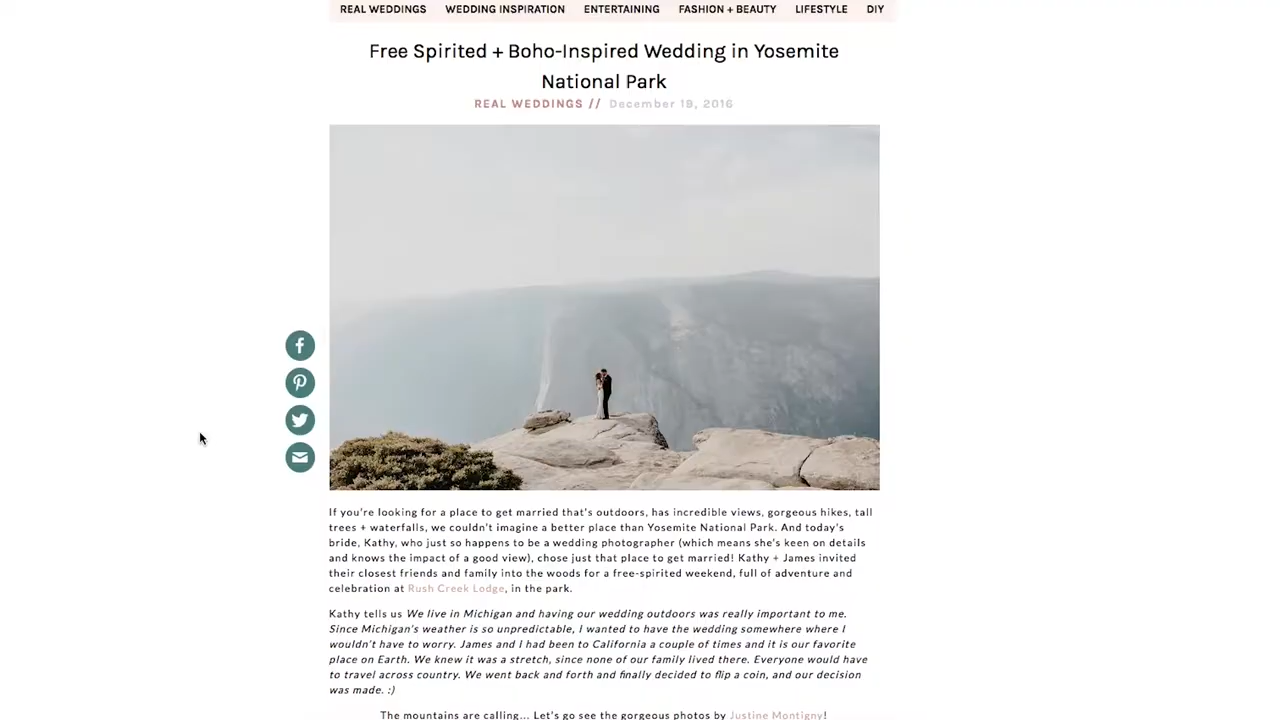 REAL WEDDINGS WEDDING INSPIRATION ENTERTAINING FASHION + BEAUTY LIFESTYLE DIY
Free Spirited + Boho-Inspired Wedding in Yosemite
National Park
REAL WEDDINGS // December 19, 2016
If you're looking for a place to get married that's outdoors, has incredible views, gorgeous hikes, tall
trees + waterfalls, we couldn't imagine a better place than Yosemite National Park. And today's
bride, Kathy, who just so happens to be a wedding photographer (which means she's keen on details
and knows the impact of a good view), chose just that place to get married! Kathy + James invited
their closest friends and family into the woods for a free-spirited weekend, full of adventure and
celebration at Rush Creek Lodge, in the park.
Kathy tells us We live in Michigan and having our wedding outdoors was really important to me.
Since Michigan's weather is so unpredictable, I wanted to have the wedding somewhere where I
wouldn't have to worry. James and I had been to California a couple of times and it is our favorite
place on Earth. We knew it was a stretch, since none of our family lived there. Everyone would have
to travel across country. We went back and forth and finally decided to flip a coin, and our decision
was made. :)
The mountains are calling... Let's go see the gorgeous photos by Justine Montigny!